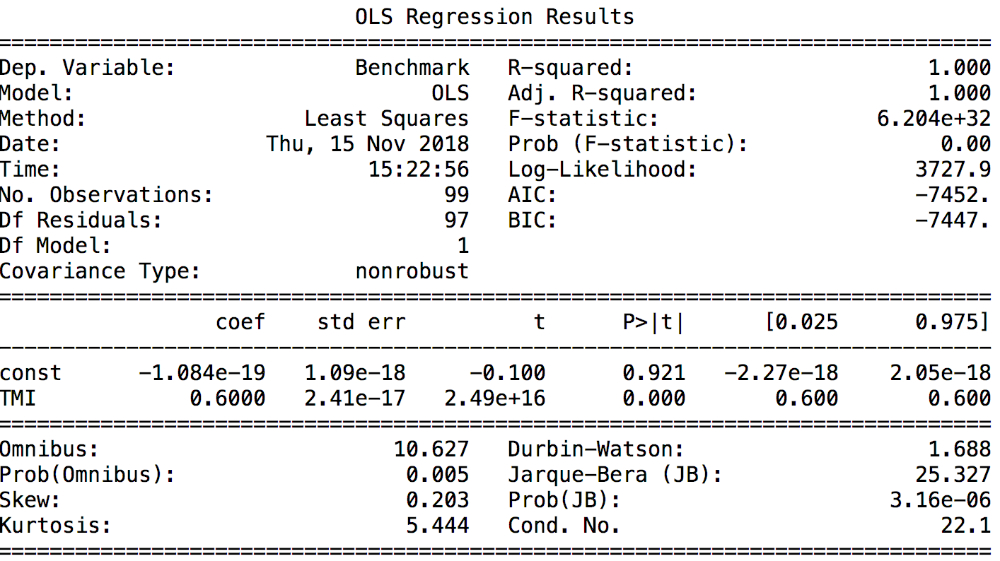 OLS Regression Results
==============================================================================
Dep. Variable:              Benchmark   R-squared:                       1.000
Model:                            OLS   Adj. R-squared:                  1.000
Method:                 Least Squares   F-statistic:                 6.204e+32
Date:                Thu, 15 Nov 2018   Prob (F-statistic):               0.00
Time:                        15:22:56   Log-Likelihood:                 3727.9
No. Observations:                  99   AIC:                            -7452.
Df Residuals:                      97   BIC:                            -7447.
Df Model:                           1
Covariance Type:            nonrobust
==============================================================================
                 coef    std err          t      P>|t|      [0.025      0.975]
------------------------------------------------------------------------------
const      -1.084e-19   1.09e-18     -0.100      0.921   -2.27e-18    2.05e-18
TMI            0.6000   2.41e-17   2.49e+16      0.000       0.600       0.600
==============================================================================
Omnibus:                       10.627   Durbin-Watson:                   1.688
Prob(Omnibus):                  0.005   Jarque-Bera (JB):               25.327
Skew:                           0.203   Prob(JB):                     3.16e-06
Kurtosis:                       5.444   Cond. No.                         22.1
==============================================================================